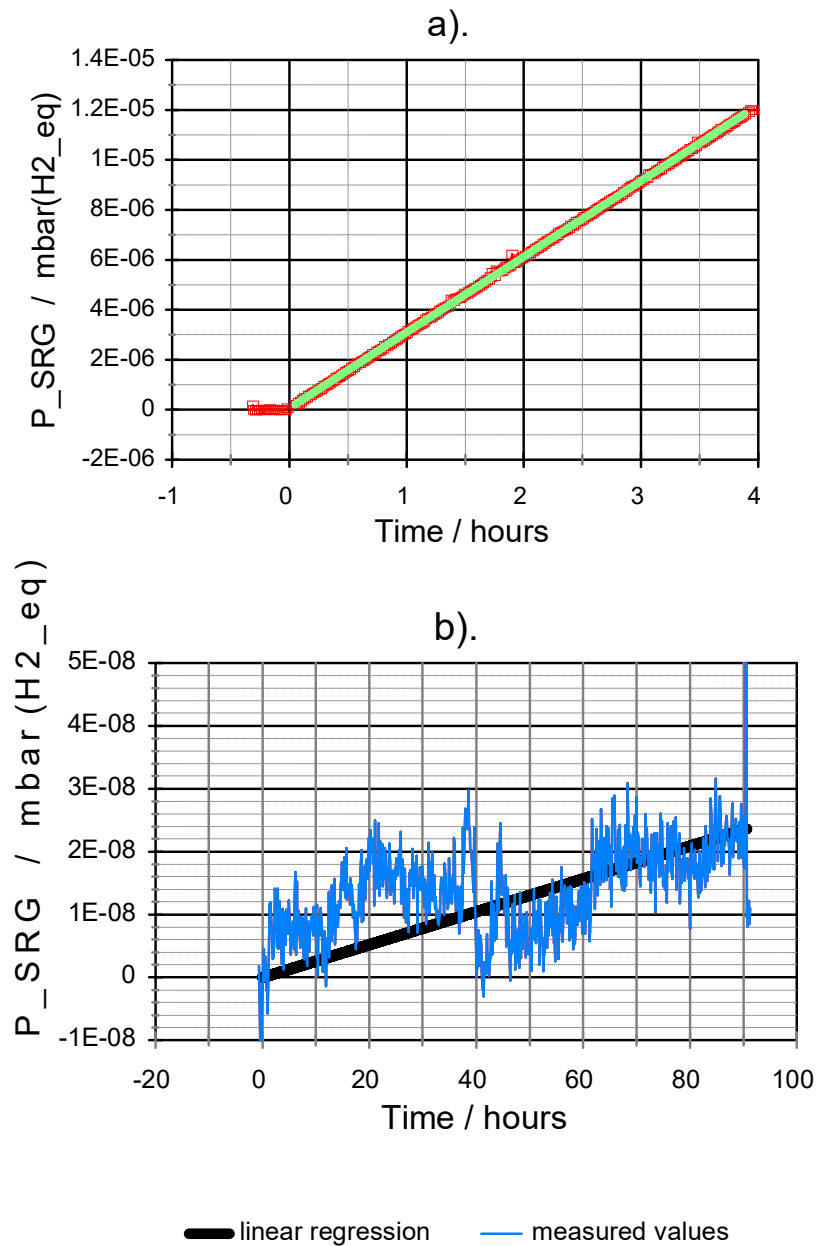 a).
P_SRG / mbar(H2_eq)
1.4E-05
1.2E-05
1E-05
8E-06
6E-06
4E-06
2E-06
0
-2E-06
-1 0 1 2 3 4
Time / hours
b).
P_SRG / mbar (H2_eq)
5E-08
4E-08
3E-08
2E-08
1E-08
0
-1E-08
-20 0 20 40 60 80 100
Time / hours
linear regression measured values